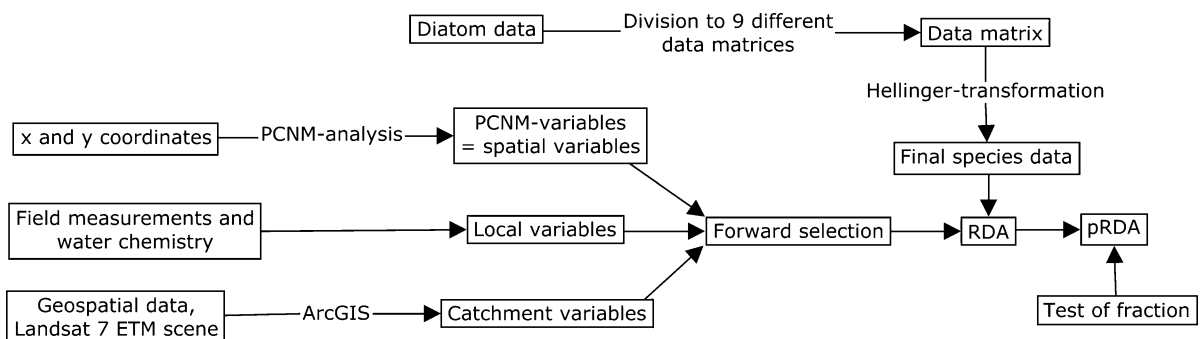 Diatom data
Division to 9 different
data matrices
Data matrix
Hellinger-transformation
x and y coordinates
PCNM-analysis
PCNM-variables
= spatial variables
Final species data
Field measurements and
water chemistry
Local variables
Forward selection
RDA
pRDA
Geospatial data,
Landsat 7 ETM scene
ArcGIS
Catchment variables
Test of fraction